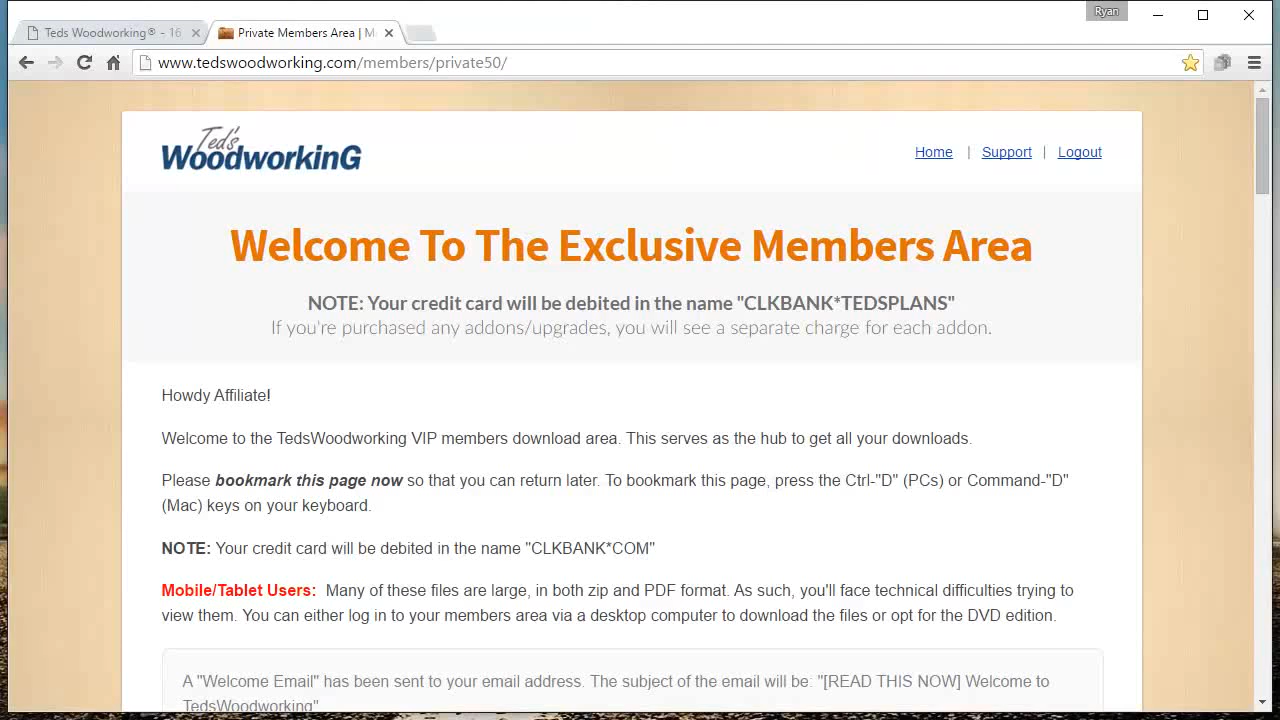 Ryan
Teds Woodworking® - 16
Private Members Area | M
www.tedswoodworking.com/members/private50/
Ted's
WoodworkinG
Home | Support | Logout
Welcome To The Exclusive Members Area
NOTE: Your credit card will be debited in the name "CLKBANK*TEDSPLANS"
If you're purchased any addons/upgrades, you will see a separate charge for each addon.
Howdy Affiliate!
Welcome to the TedsWoodworking VIP members download area. This serves as the hub to get all your downloads.
Please bookmark this page now so that you can return later. To bookmark this page, press the Ctrl-"D" (PCs) or Command-"D"
(Mac) keys on your keyboard.
NOTE: Your credit card will be debited in the name "CLKBANK*COM"
Mobile/Tablet Users: Many of these files are large, in both zip and PDF format. As such, you'll face technical difficulties trying to
view them. You can either log in to your members area via a desktop computer to download the files or opt for the DVD edition.
A "Welcome Email" has been sent to your email address. The subject of the email will be: "[READ THIS NOW] Welcome to
TedsWoodworking"